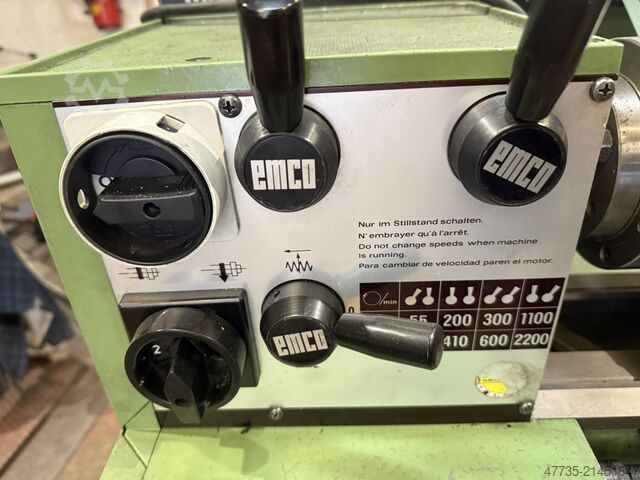 emco
emco
Nur im Stillstand schalten.
N' embrayer qu'à l'arrêt.
Do not change speeds when machine
is running.
Para cambiar de velocidad paren el motor.
/min
55 200 300 1100
410 600 2200
emco
2
47735-21451647